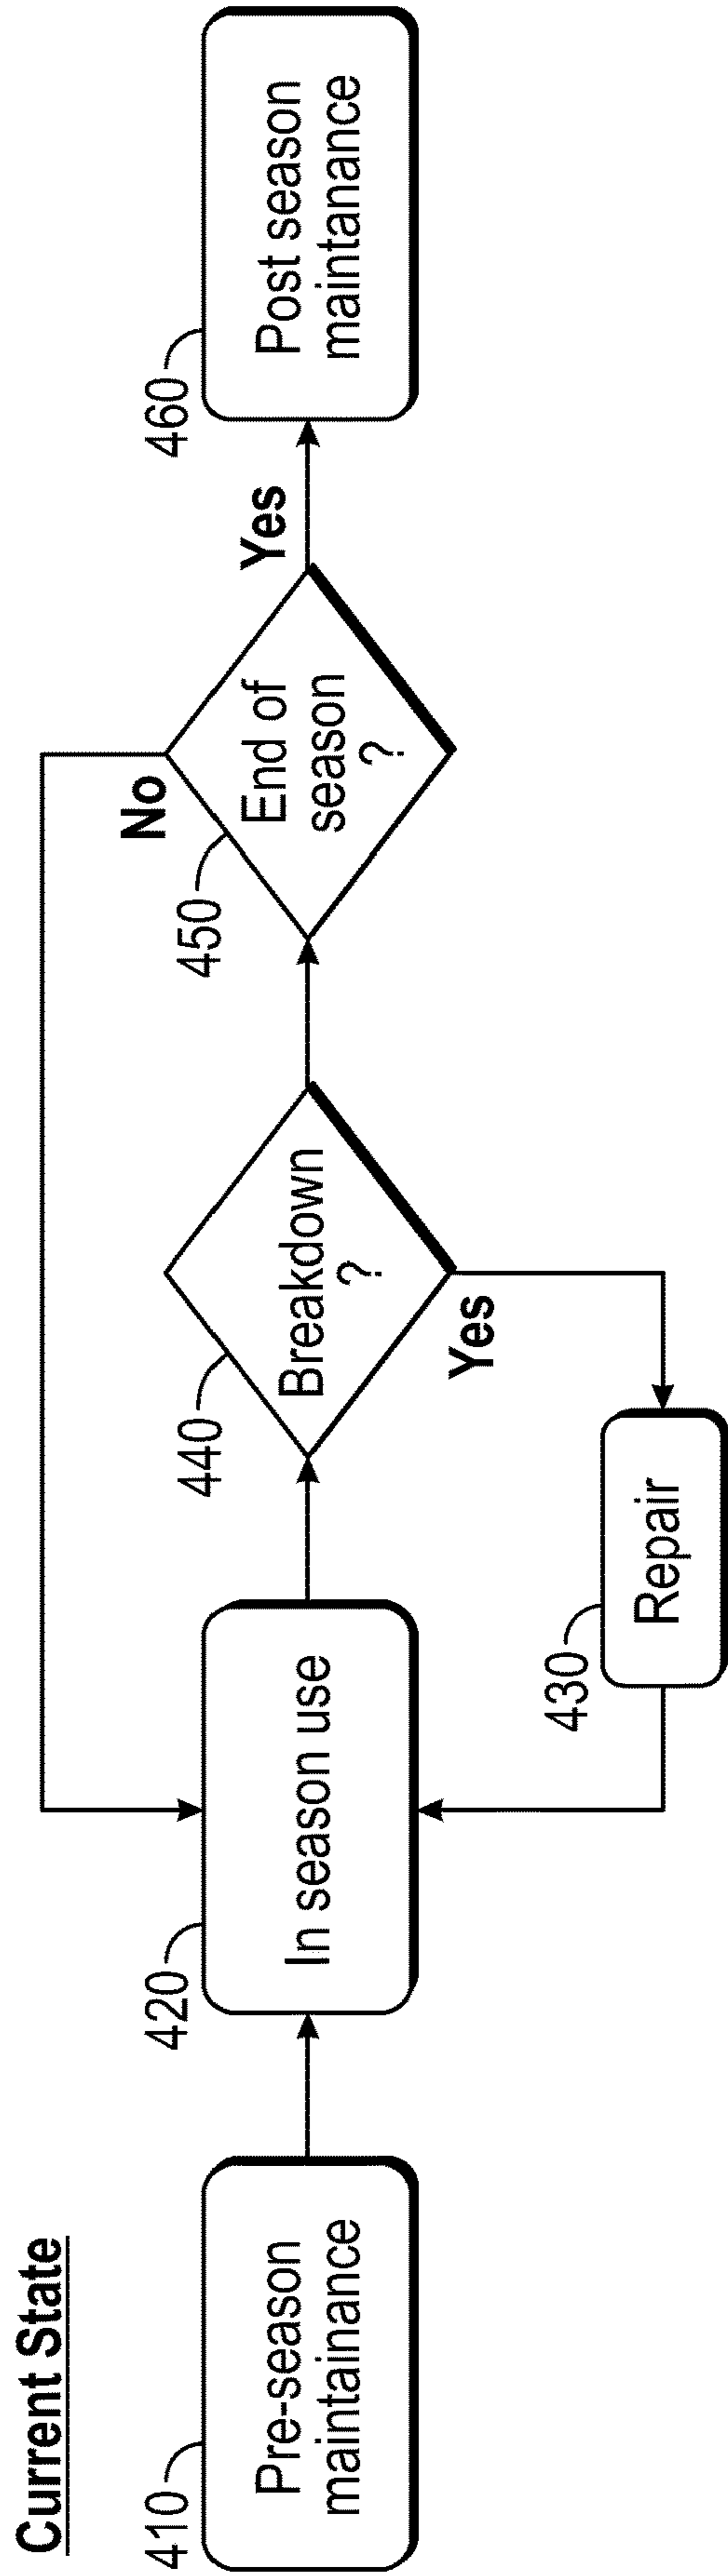 Current State
410
Pre-season
maintainance
420
In season use
430
Repair
440
Breakdown
?
Yes
450
End of
season
?
No
Yes
460
Post season
maintanance